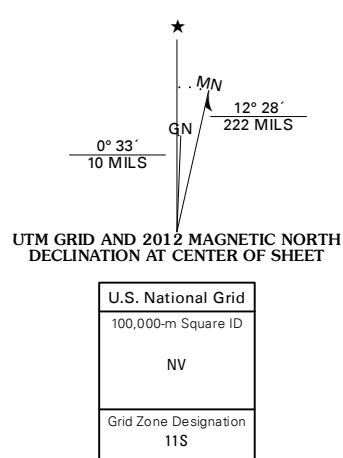 ★
MN
12° 28´
222 MILS
GN
0° 33´
10 MILS
UTM GRID AND 2012 MAGNETIC NORTH
DECLINATION AT CENTER OF SHEET
U.S. National Grid
100,000-m Square ID
NV
Grid Zone Designation
11S